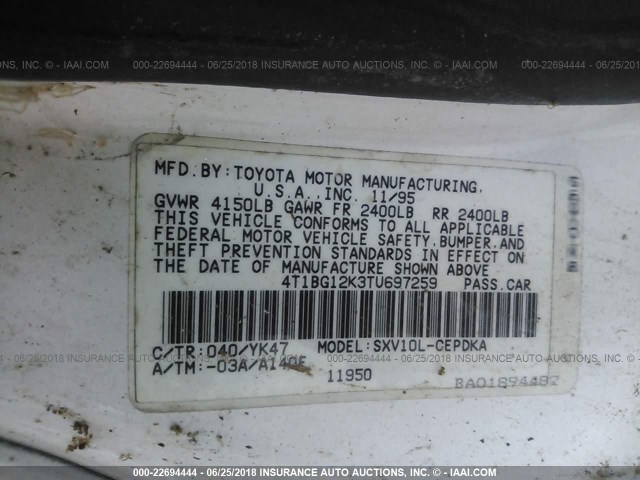 000-22694444 - 06/25/2018 INSURANCE AUTO AUCTIONS, INC. © - IAAI.COM
MFD.BY:TOYOTA MOTOR MANUFACTURING,
U.S.A.,INC. 11/95
GVWR 4150LB GAWR FR 2400LB RR 2400LB
THIS VEHICLE CONFORMS TO ALL APPLICABLE
FEDERAL MOTOR VEHICLE SAFETY,BUMPER,AND
THEFT PREVENTION STANDARDS IN EFFECT ON
THE DATE OF MANUFACTURE SHOWN ABOVE
4T1BG12K3TU697259 PASS.CAR
C/TR:040/YK47 MODEL:SXV10L-CEPDKA
A/TM:-03A/A140E
11950 BA01894482
000-22694444 - 06/25/2018 INSURANCE AUTO AUCTIONS, INC. © - IAAI.COM